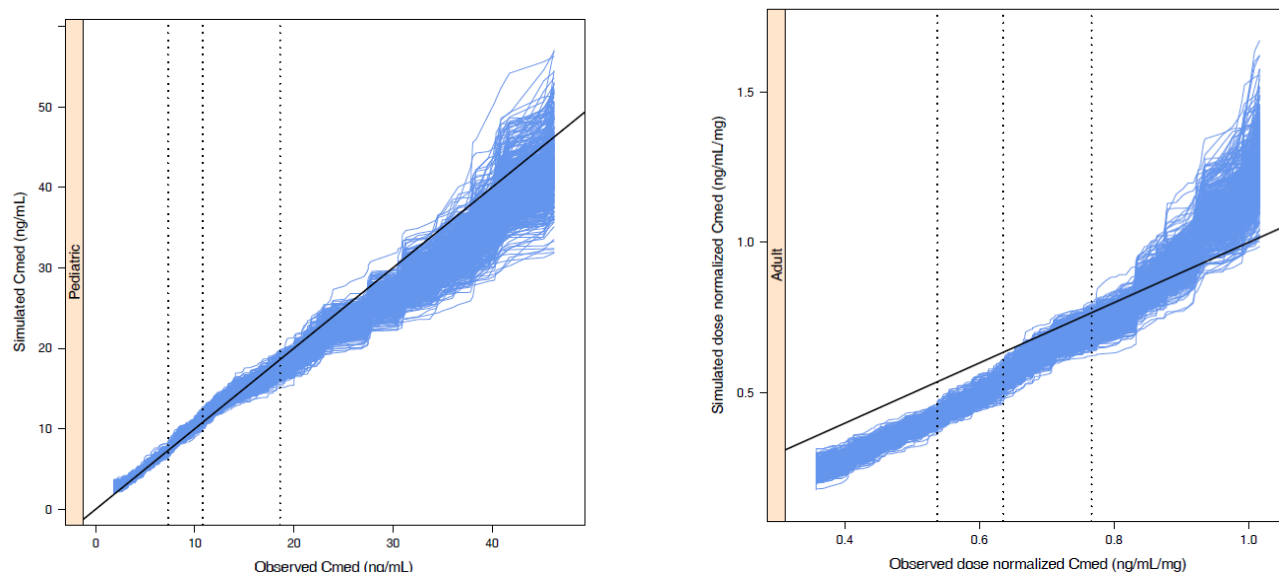 Pediatric
Simulated Cmed (ng/mL)
50
40
30
20
10
0
0 10 20 30 40
Observed Cmed (ng/mL)
Adult
Simulated dose normalized Cmed (ng/mL/mg)
1.5
1.0
0.5
0.4 0.6 0.8 1.0
Observed dose normalized Cmed (ng/mL/mg)